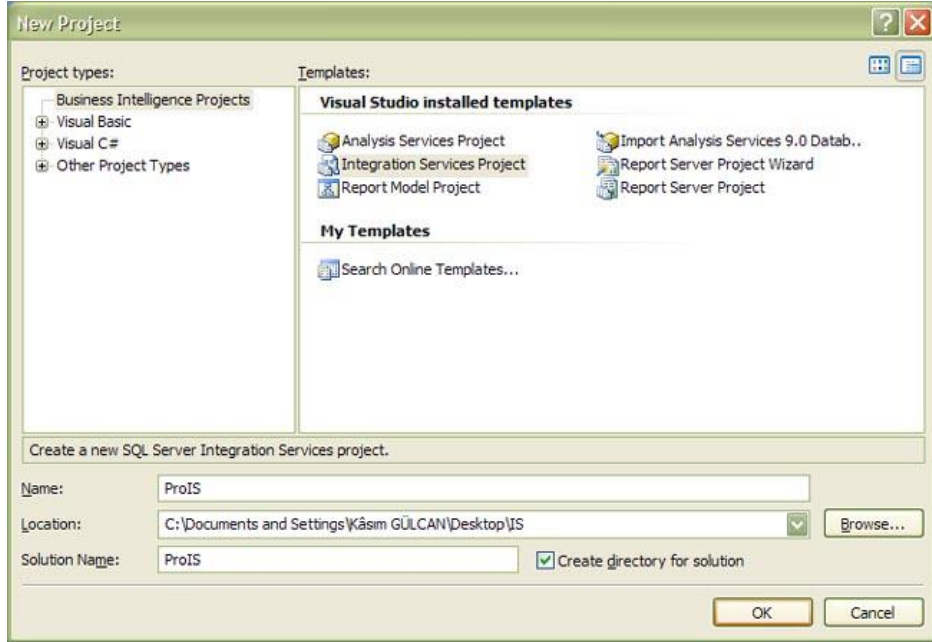 New Project
Project types:
Templates:
Business Intelligence Projects
Visual Basic
Visual C#
Other Project Types
Visual Studio installed templates
Analysis Services Project
Import Analysis Services 9.0 Datab..
Integration Services Project
Report Server Project Wizard
Report Model Project
Report Server Project
My Templates
Search Online Templates...
Create a new SQL Server Integration Services project.
Name:
ProIS
Location:
C:\Documents and Settings\Kâsım GÜLCAN\Desktop\IS
Browse...
Solution Name:
ProIS
Create directory for solution
OK
Cancel